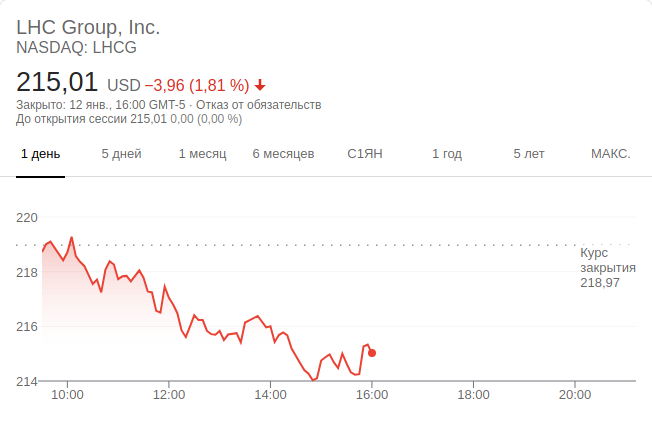 LHC Group, Inc.
NASDAQ: LHCG
215,01 USD −3,96 (1,81 %)
Закрыто: 12 янв., 16:00 GMT-5 · Отказ от обязательств
До открытия сессии 215,01 0,00 (0,00 %)
1 день 5 дней 1 месяц 6 месяцев С1ЯН 1 год 5 лет МАКС.
220
Курс
закрытия
218,97
218
216
214
10:00 12:00 14:00 16:00 18:00 20:00